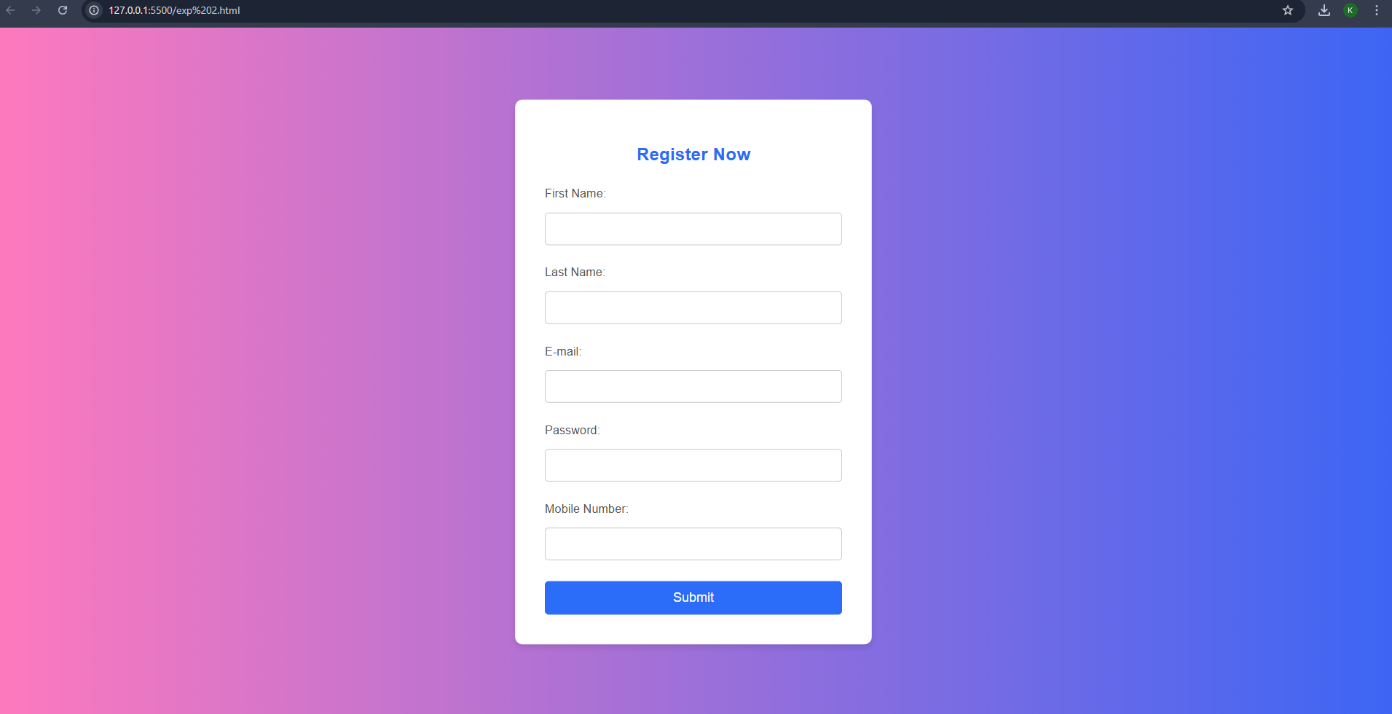 127.0.0.1:5500/exp%202.html
K
Register Now
First Name:
Last Name:
E-mail:
Password:
Mobile Number:
Submit